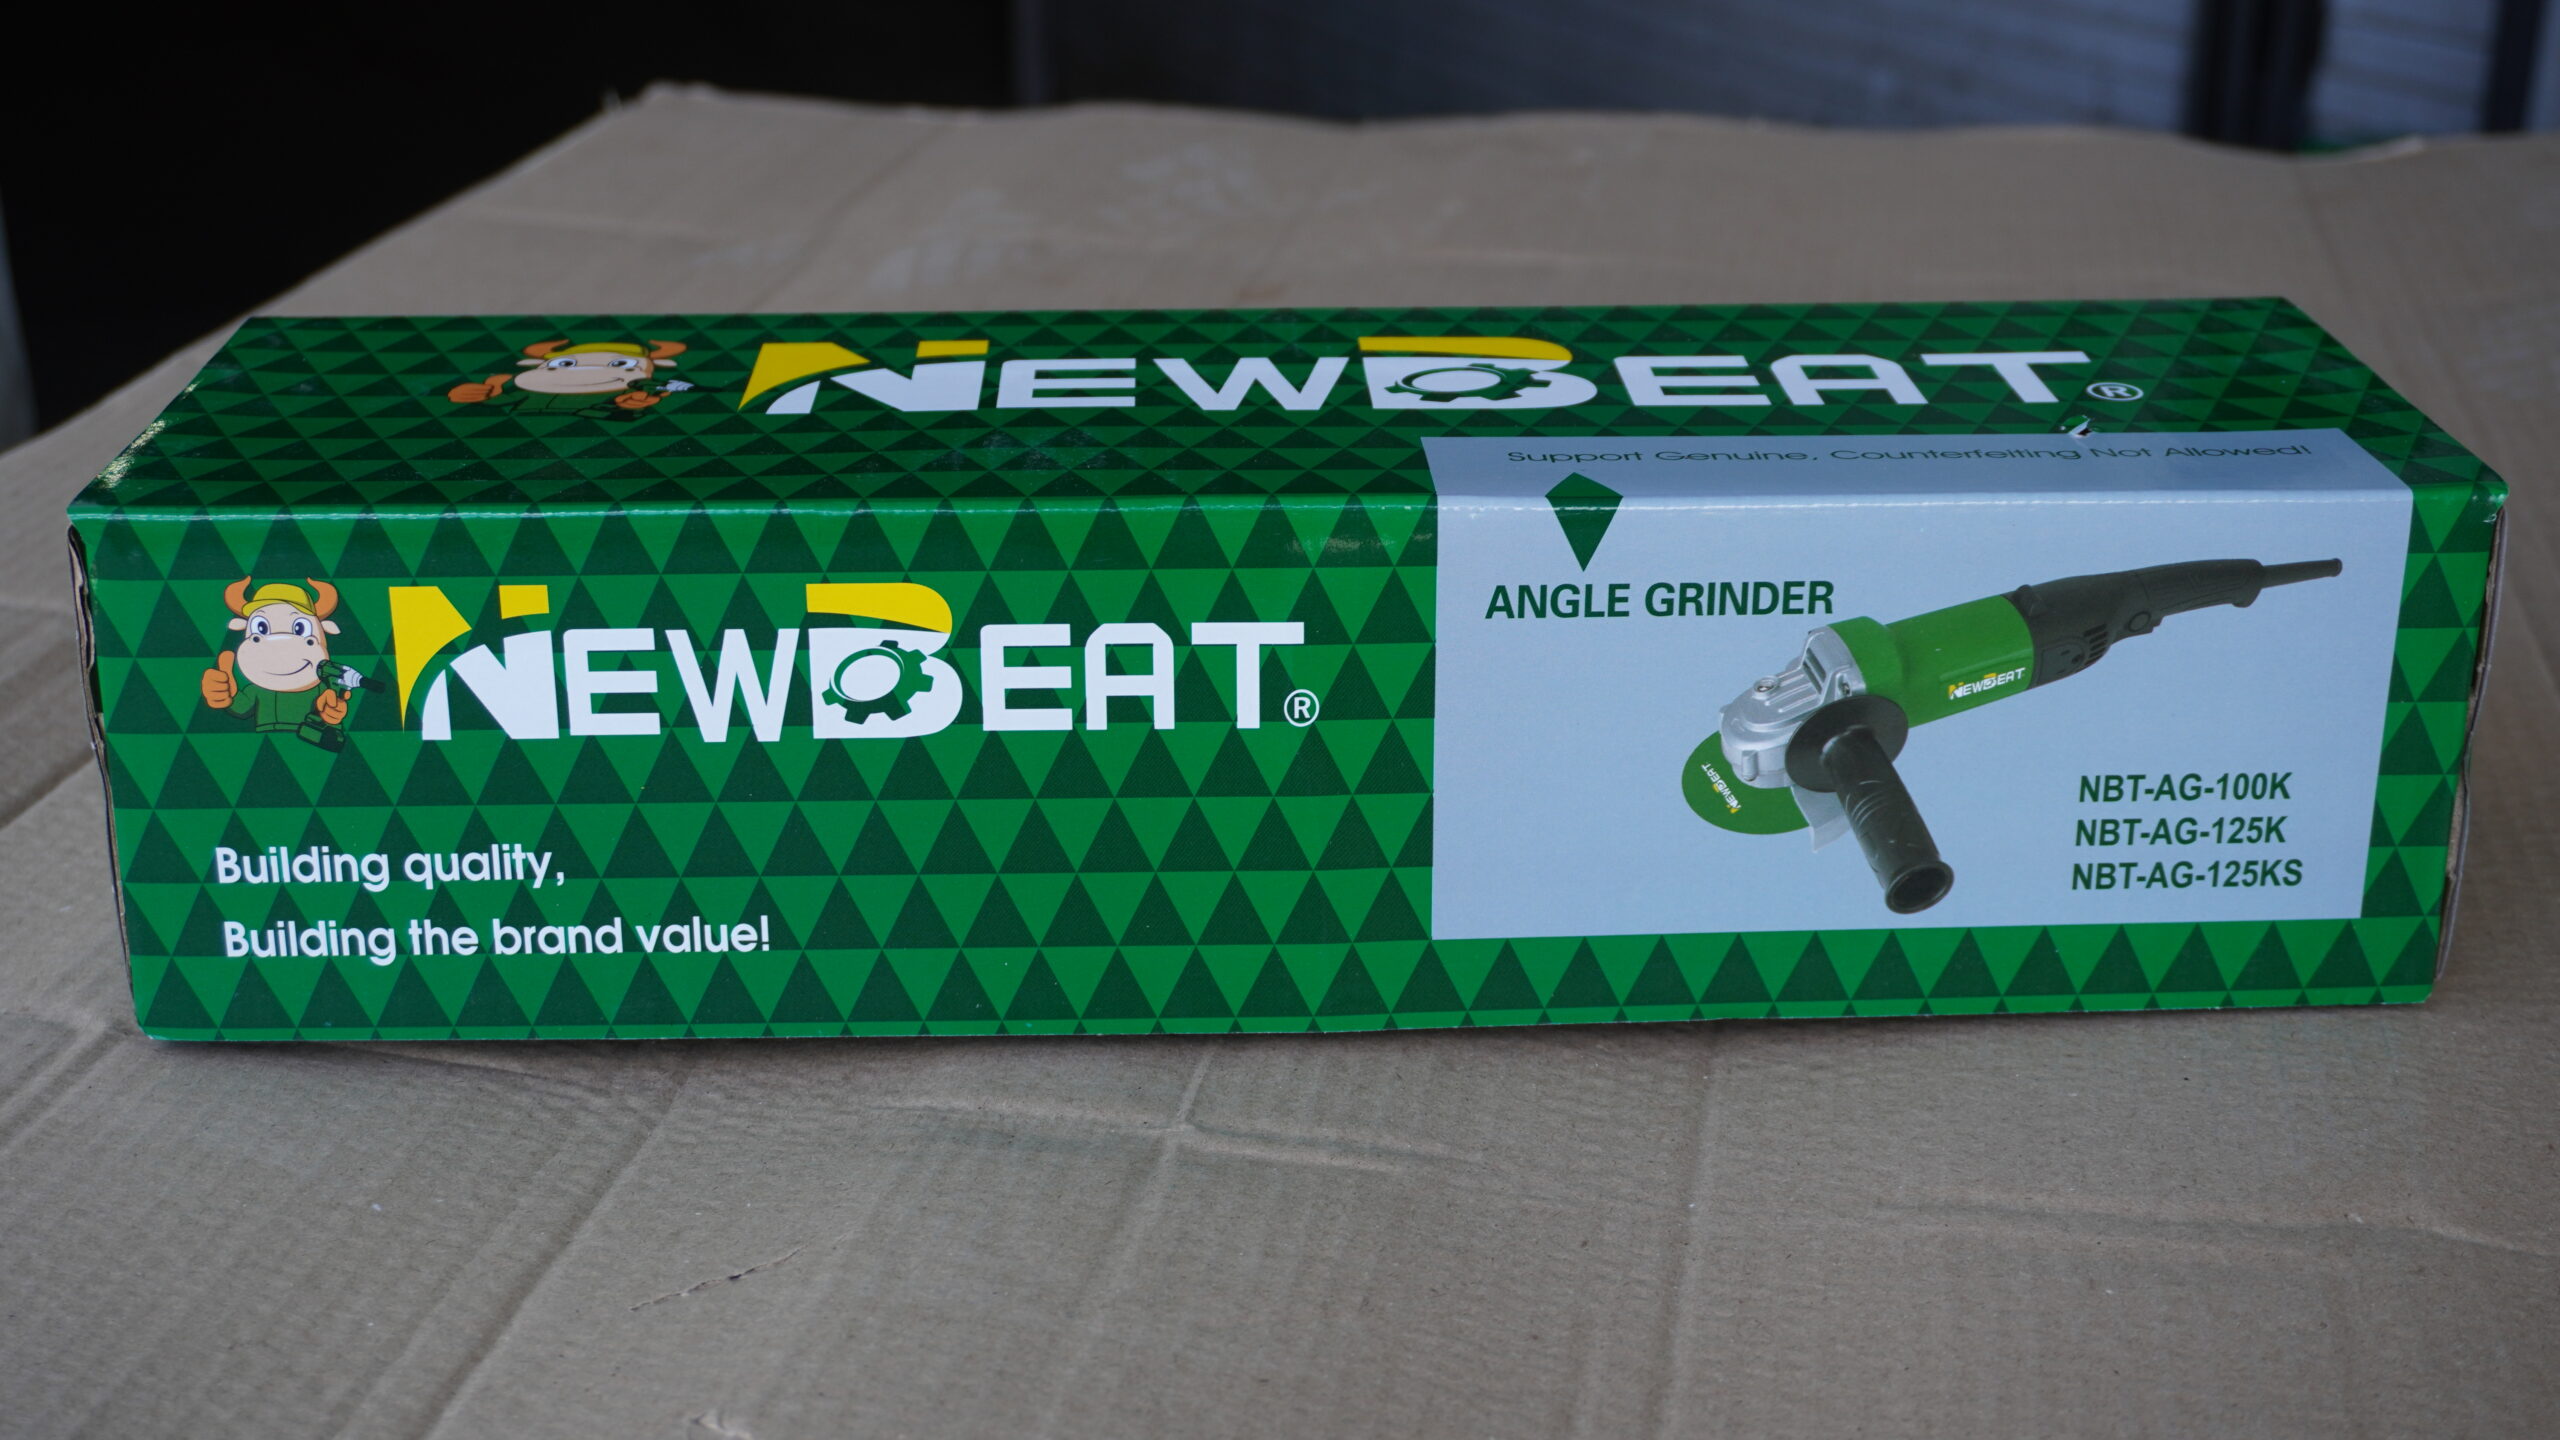 NEWBEAT®
Support Genuine, Counterfeiting Not Allowed!
NEWBEAT®
Building quality,
Building the brand value!
ANGLE GRINDER
NEWBEAT
NEWBEAT
NBT-AG-100K
NBT-AG-125K
NBT-AG-125KS